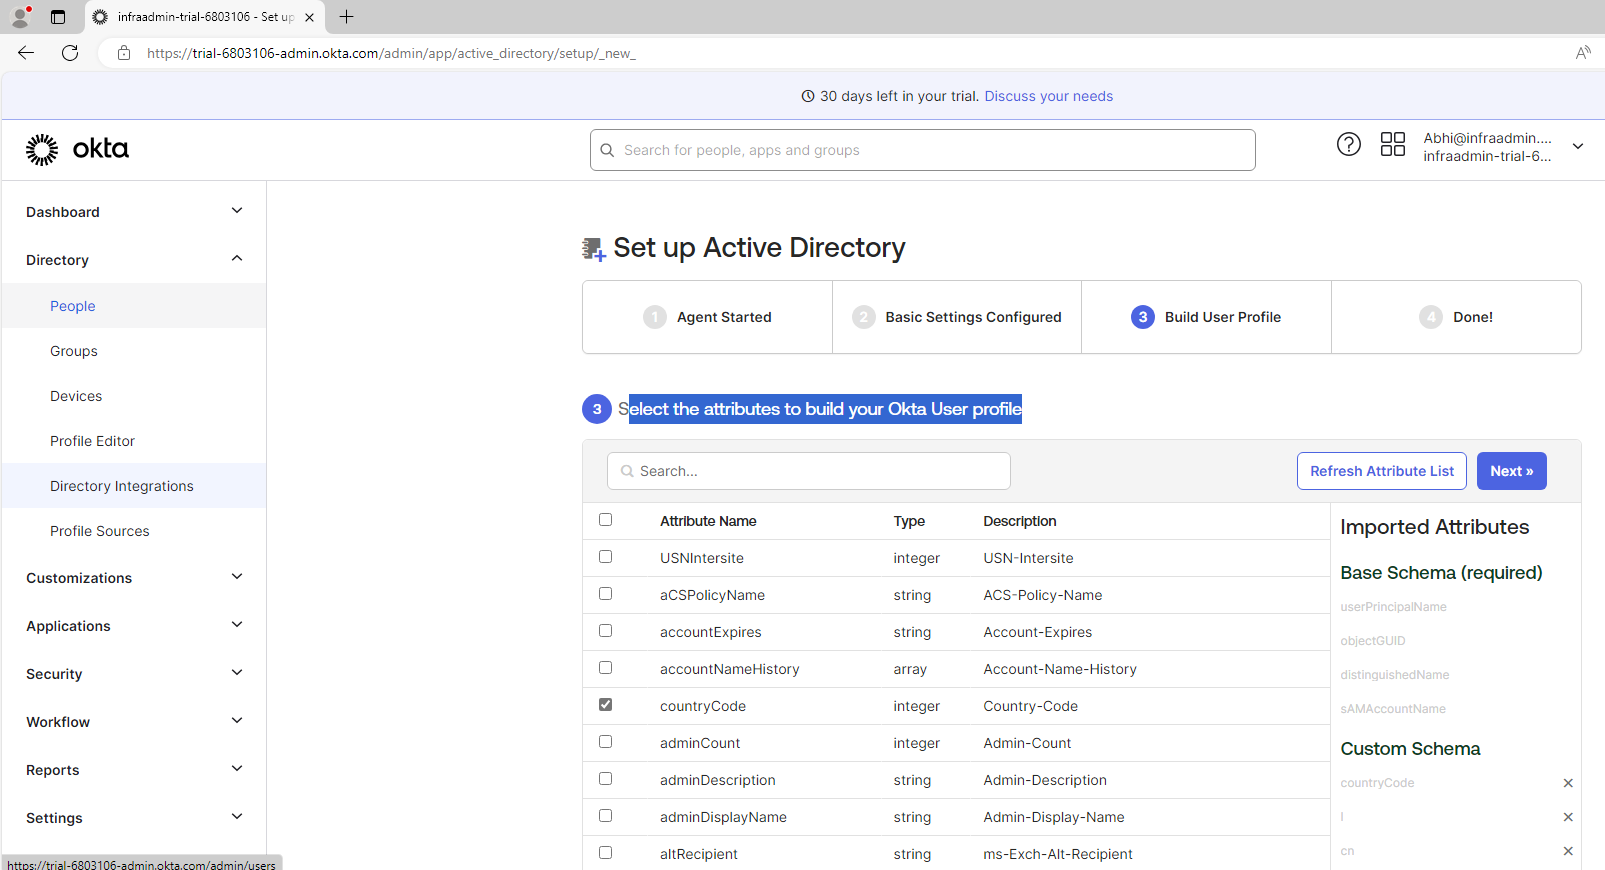 infraadmin-trial-6803106 - Set up
https://trial-6803106-admin.okta.com/admin/app/active_directory/setup/_new_
30 days left in your trial. Discuss your needs
okta
Search for people, apps and groups
Abhi@infraadmin....
infraadmin-trial-6...
Dashboard
Directory
People
Groups
Devices
Profile Editor
Directory Integrations
Profile Sources
Customizations
Applications
Security
Workflow
Reports
Settings
https://trial-6803106-admin.okta.com/admin/users
Set up Active Directory
1 Agent Started
2 Basic Settings Configured
3 Build User Profile
4 Done!
3 Select the attributes to build your Okta User profile
Search...
Refresh Attribute List
Next »
Attribute Name Type Description
USNIntersite integer USN-Intersite
aCSPolicyName string ACS-Policy-Name
accountExpires string Account-Expires
accountNameHistory array Account-Name-History
countryCode integer Country-Code
adminCount integer Admin-Count
adminDescription string Admin-Description
adminDisplayName string Admin-Display-Name
altRecipient string ms-Exch-Alt-Recipient
Imported Attributes
Base Schema (required)
userPrincipalName
objectGUID
distinguishedName
sAMAccountName
Custom Schema
countryCode
l
cn